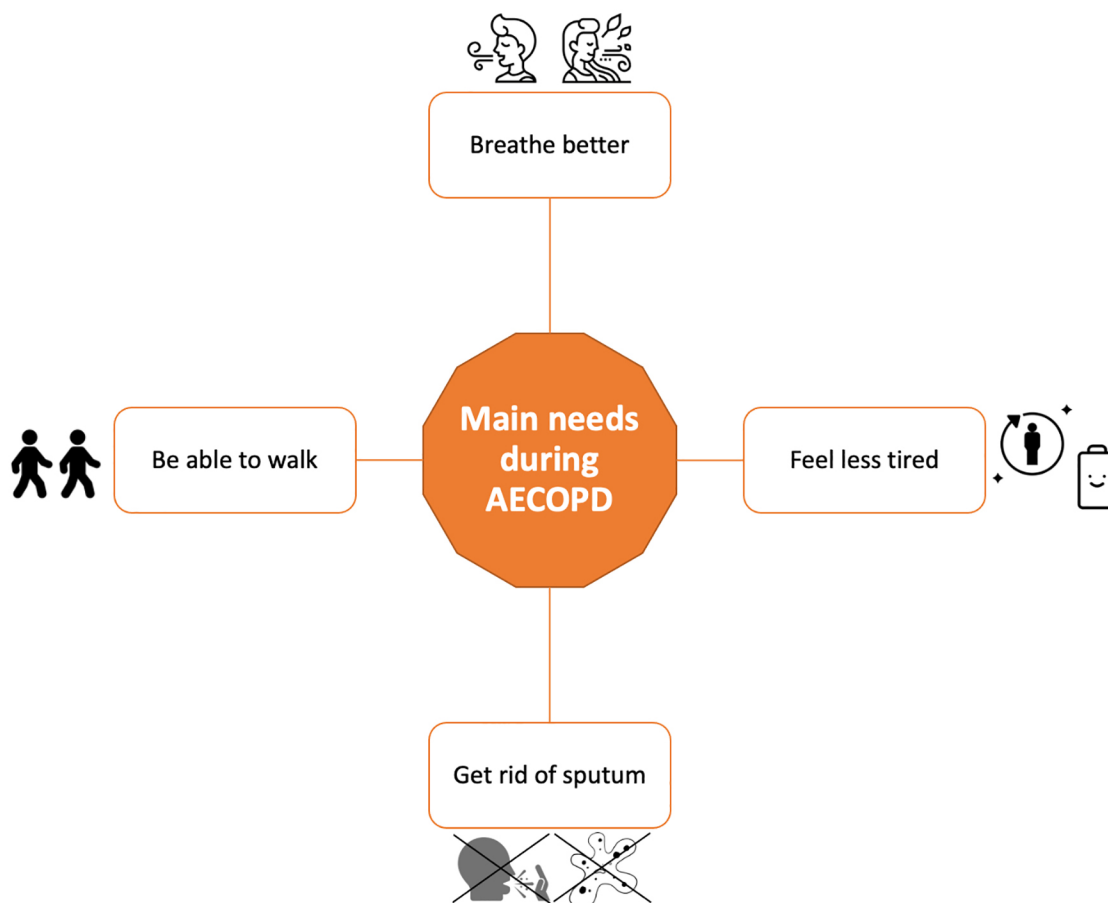 Breathe better
Main needs
during
AECOPD
Be able to walk
Feel less tired
Get rid of sputum